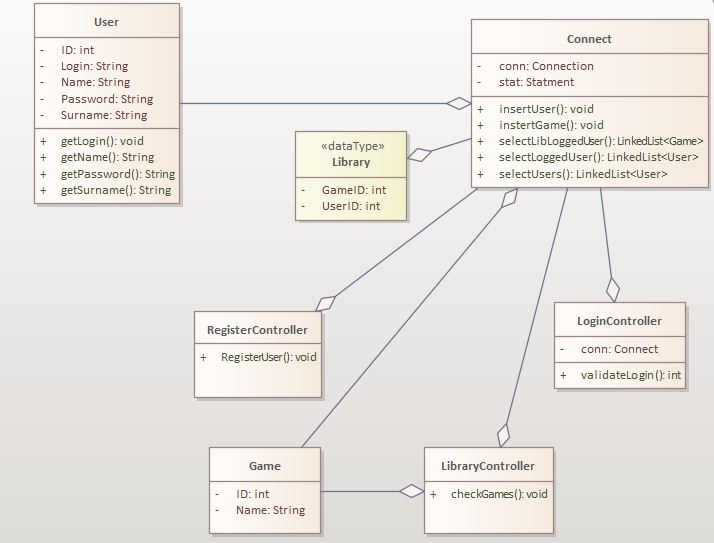 User
- ID: int
- Login: String
- Name: String
- Password: String
- Surname: String
+ getLogin(): void
+ getName(): String
+ getPassword(): String
+ getSurname(): String
Connect
- conn: Connection
- stat: Statment
+ insertUser(): void
+ instertGame(): void
+ selectLibLoggedUser(): LinkedList<Game>
+ selectLoggedUser(): LinkedList<User>
+ selectUsers(): LinkedList<User>
«dataType»
Library
- GameID: int
- UserID: int
RegisterController
+ RegisterUser(): void
LoginController
- conn: Connect
+ validateLogin(): int
Game
- ID: int
- Name: String
LibraryController
+ checkGames(): void